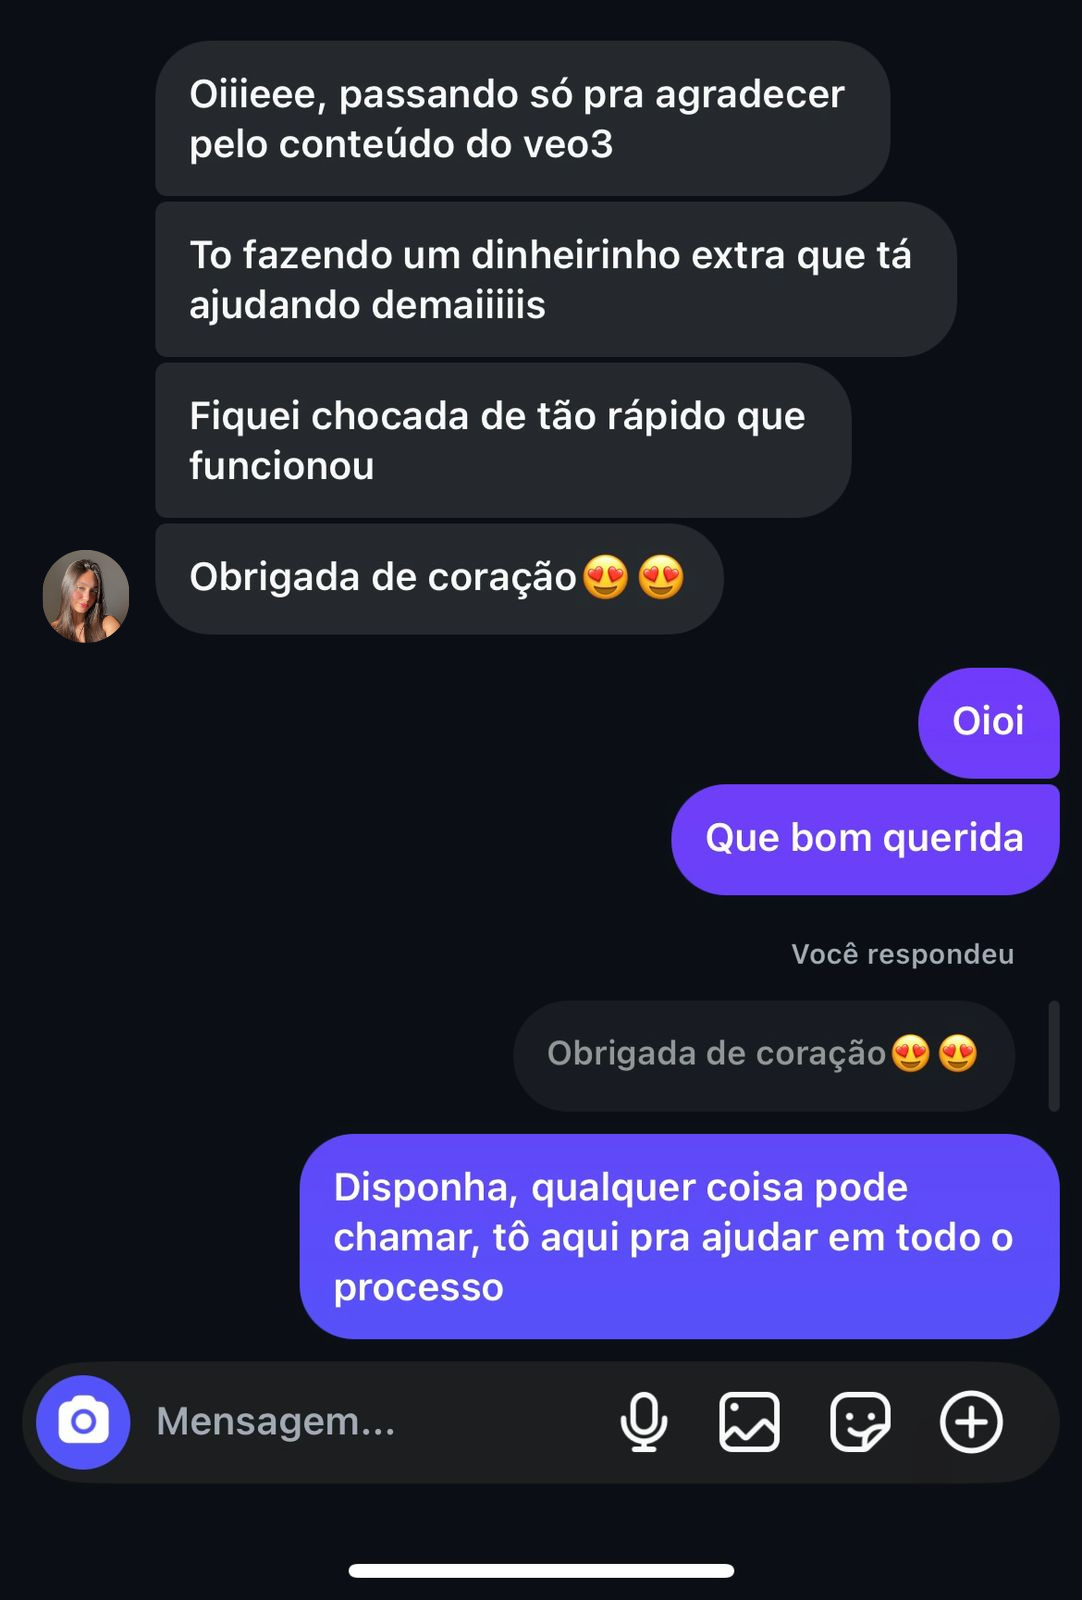 Oiiieee, passando só pra agradecer
pelo conteúdo do veo3
To fazendo um dinheirinho extra que tá
ajudando demaiiiiis
Fiquei chocada de tão rápido que
funcionou
Obrigada de coração😍😍
Oioi
Que bom querida
Você respondeu
Obrigada de coração😍😍
Disponha, qualquer coisa pode
chamar, tô aqui pra ajudar em todo o
processo
Mensagem...